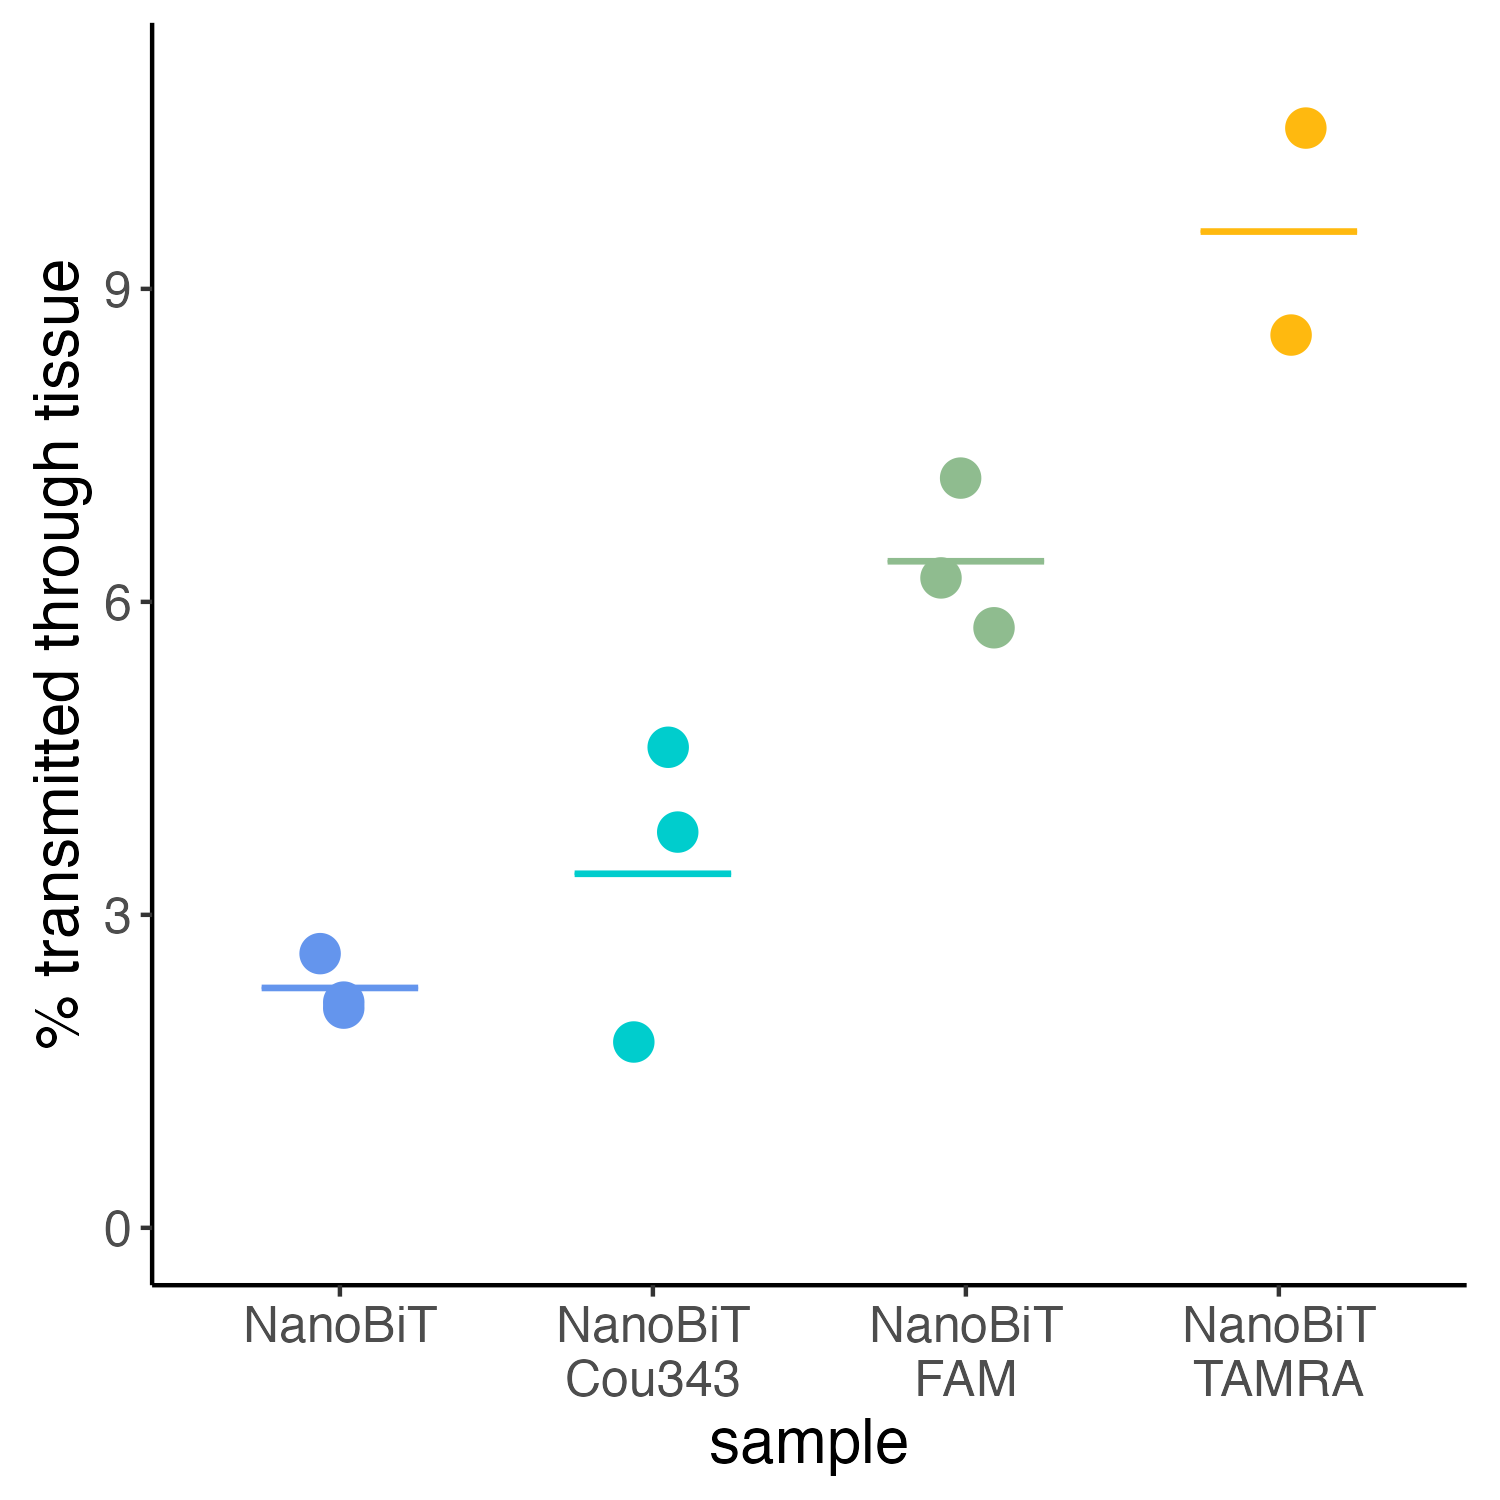 % transmitted through tissue
9
6
3
0
NanoBiT
NanoBiT
Cou343
NanoBiT
FAM
NanoBiT
TAMRA
sample